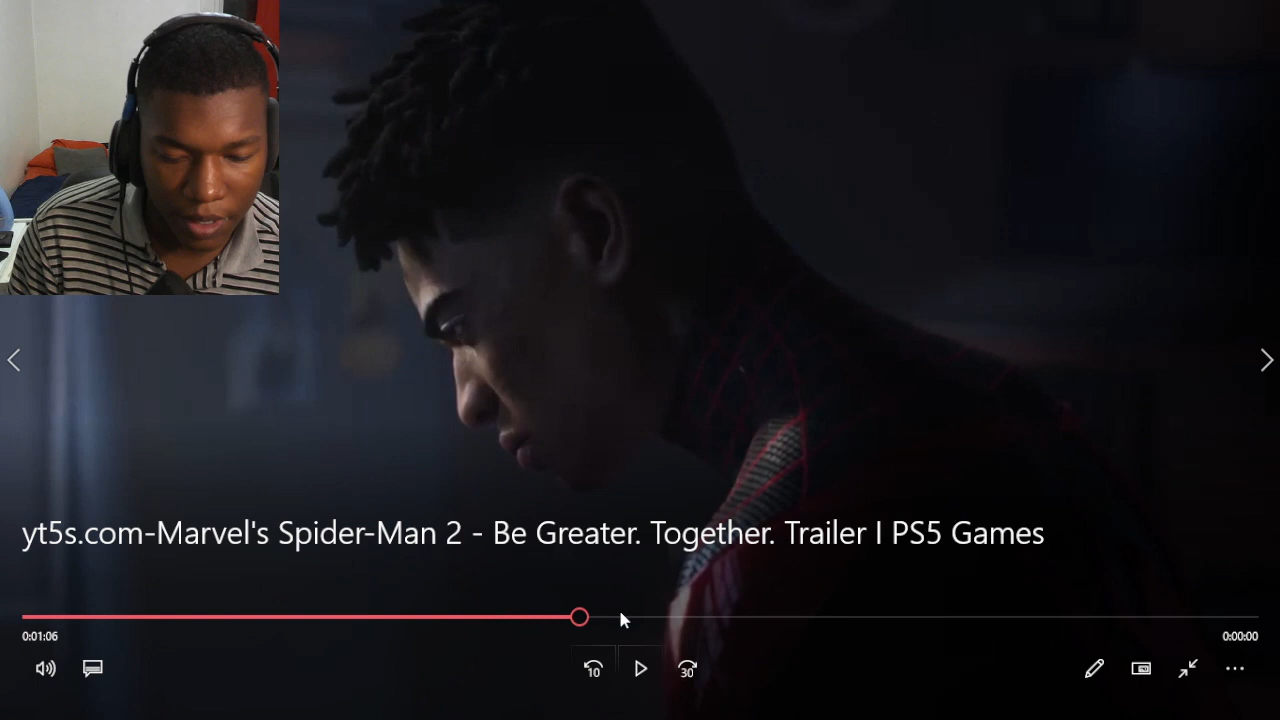 yt5s.com-Marvel's Spider-Man 2 - Be Greater. Together. Trailer I PS5 Games
0:01:06
0:00:00
10
30